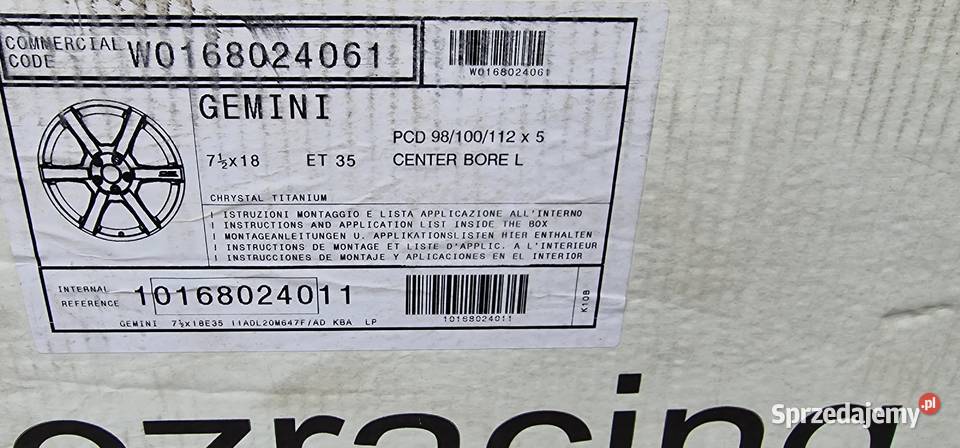 COMMERCIAL CODE W0168024061
W0168024061
GEMINI
7½x18 ET 35
PCD 98/100/112 x 5
CENTER BORE L
CHRYSTAL TITANIUM
I ISTRUZIONI MONTAGGIO E LISTA APPLICAZIONE ALL'INTERNO
I INSTRUCTIONS AND APPLICATION LIST INSIDE THE BOX
I MONTAGEANLEITUNGEN U. APPLIKATIONSLISTEN HIER ENTHALTEN
I INSTRUCTIONS DE MONTAGE ET LISTE D'APPLIC. A L'INTERIEUR
I INSTRUCCIONES DE MONTAJE Y APLICACIONES EN EL INTERIOR
INTERNAL REFERENCE 10168024011
10168024011
K10B
GEMINI 7½x18E35 I1ADL20M647F/AD KBA LP
ozracing
Sprzedajemy.pl